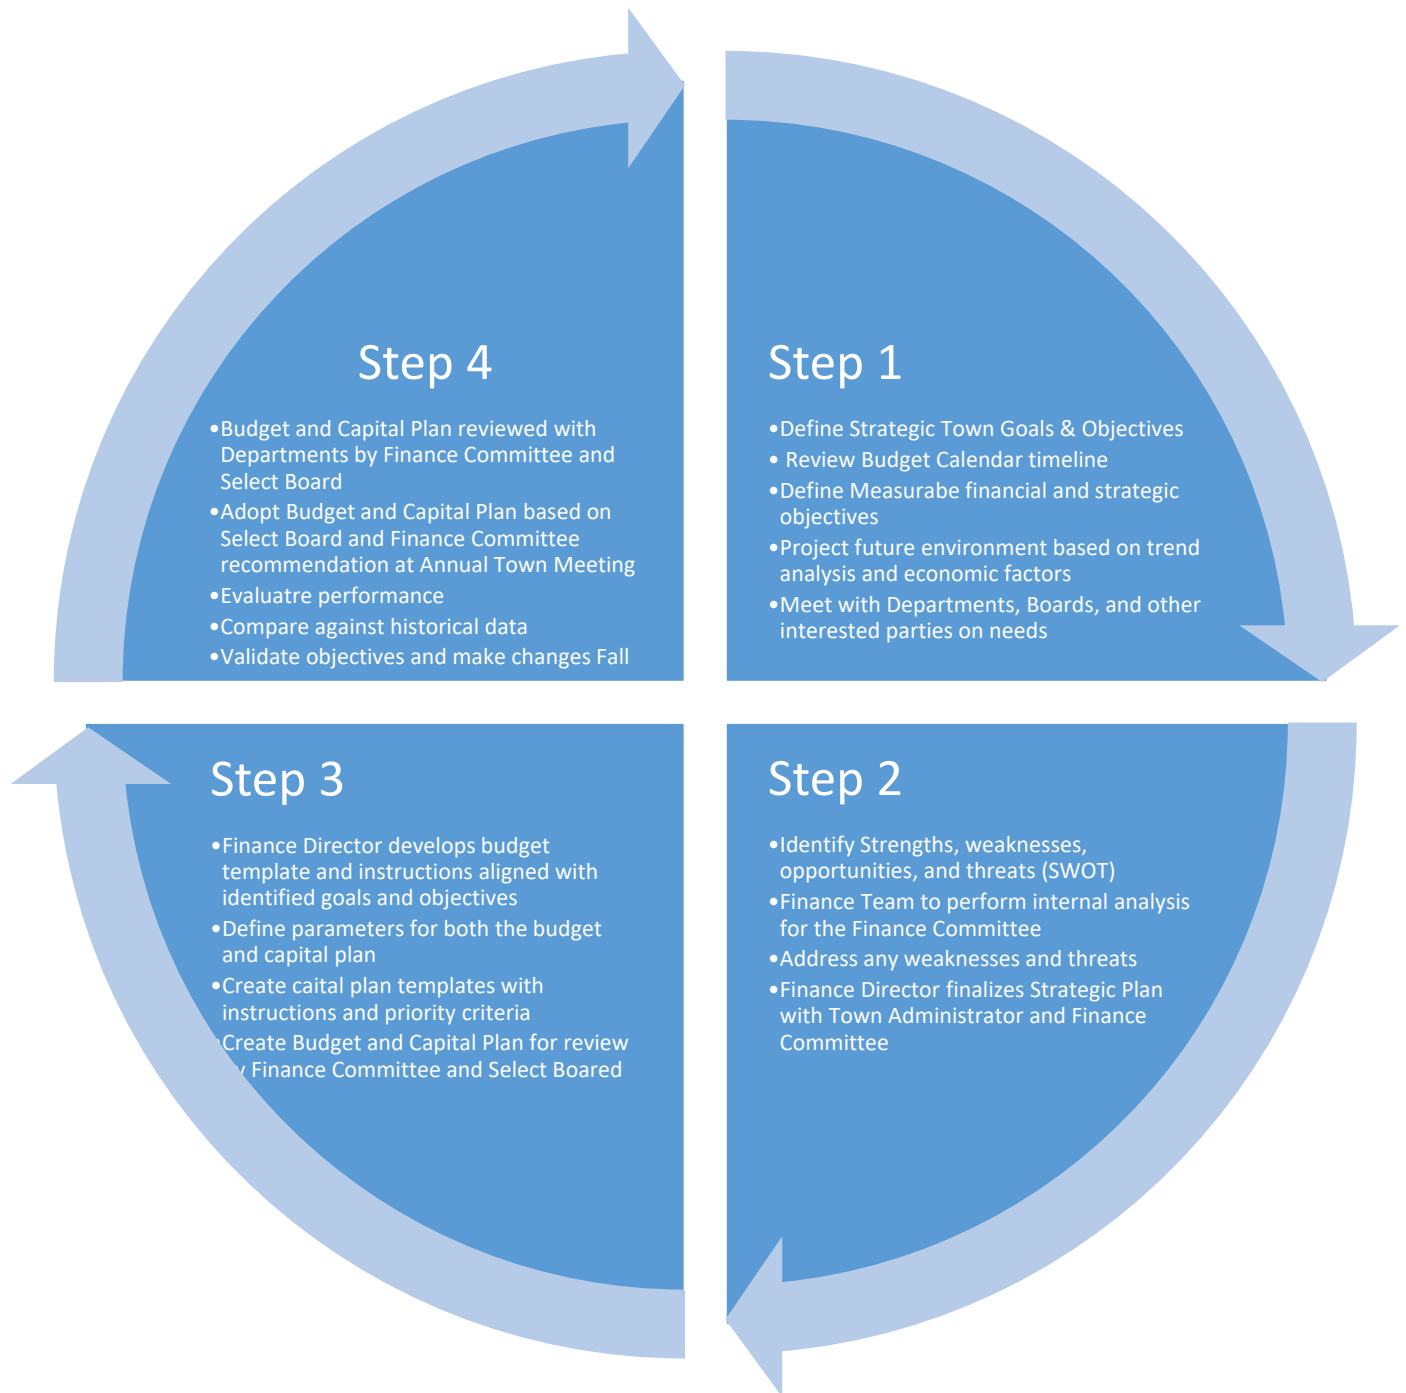 Step 4
•Budget and Capital Plan reviewed with
Departments by Finance Committee and
Select Board
•Adopt Budget and Capital Plan based on
Select Board and Finance Committee
recommendation at Annual Town Meeting
•Evaluatre performance
•Compare against historical data
•Validate objectives and make changes Fall
Step 1
•Define Strategic Town Goals & Objectives
• Review Budget Calendar timeline
•Define Measurabe financial and strategic
objectives
•Project future environment based on trend
analysis and economic factors
•Meet with Departments, Boards, and other
interested parties on needs
Step 3
•Finance Director develops budget
template and instructions aligned with
identified goals and objectives
•Define parameters for both the budget
and capital plan
•Create caital plan templates with
instructions and priority criteria
•Create Budget and Capital Plan for review
Finance Committee and Select Boared
Step 2
•Identify Strengths, weaknesses,
opportunities, and threats (SWOT)
•Finance Team to perform internal analysis
for the Finance Committee
•Address any weaknesses and threats
•Finance Director finalizes Strategic Plan
with Town Administrator and Finance
Committee